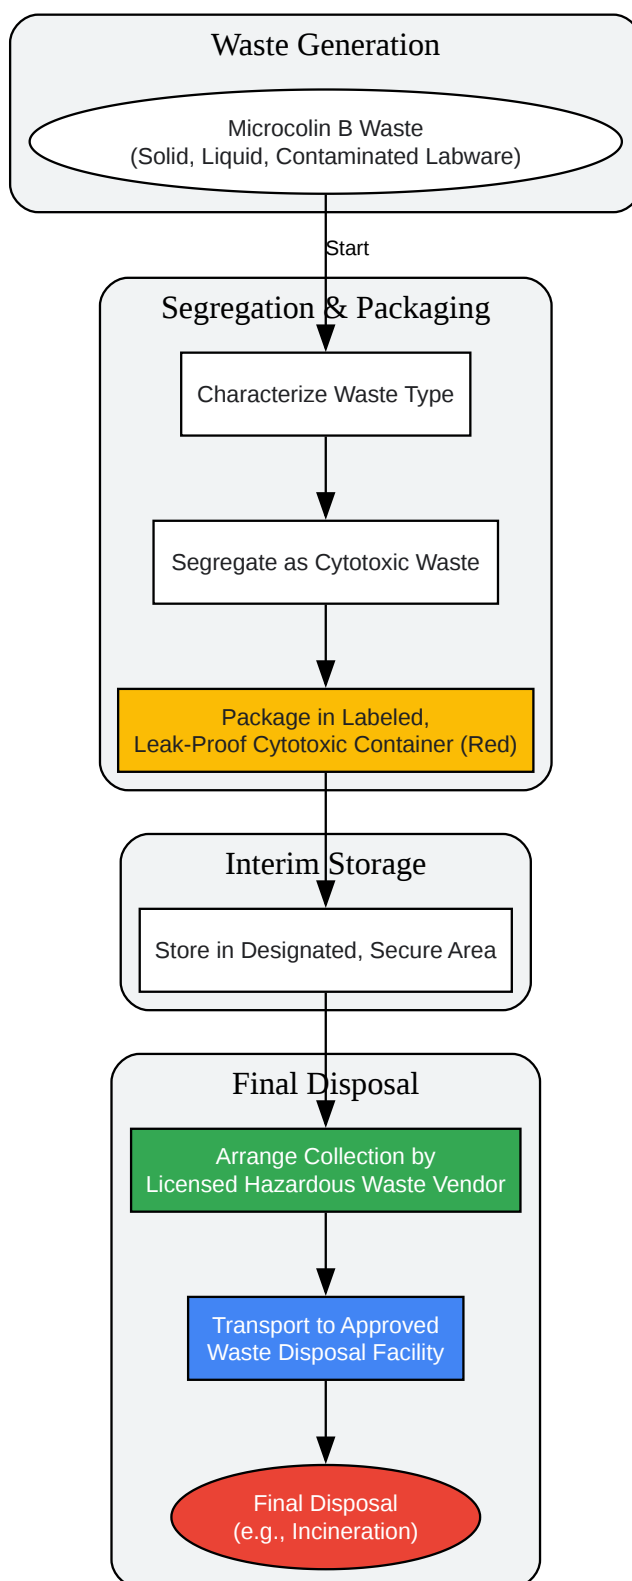 Waste Generation
Microcolin B Waste
(Solid, Liquid, Contaminated Labware)
Start
Segregation & Packaging
Characterize Waste Type
Segregate as Cytotoxic Waste
Package in Labeled,
Leak-Proof Cytotoxic Container (Red)
Interim Storage
Store in Designated, Secure Area
Final Disposal
Arrange Collection by
Licensed Hazardous Waste Vendor
Transport to Approved
Waste Disposal Facility
Final Disposal
(e.g., Incineration)